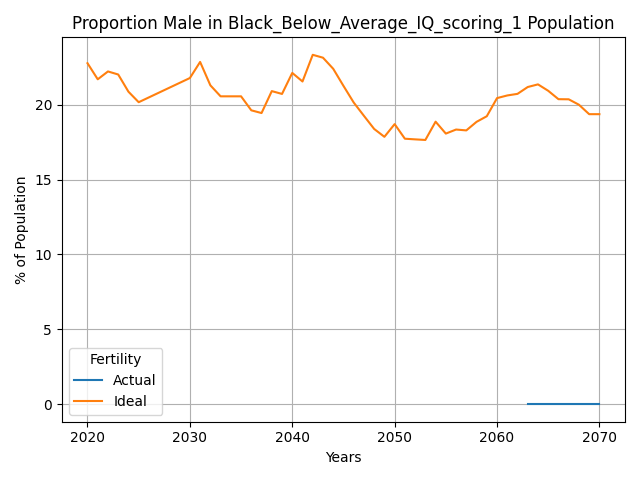 Proportion Male in Black_Below_Average_IQ_scoring_1 Population
% of Population
20
15
10
5
0
Fertility
Actual
Ideal
2020
2030
2040
2050
2060
2070
Years